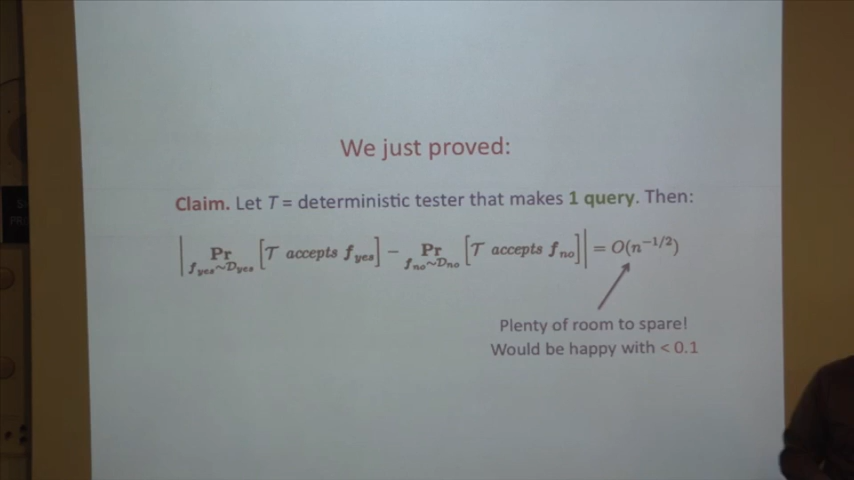 We just proved:
Claim. Let T = deterministic tester that makes 1 query. Then:
| Pr_{f_yes∼D_yes} [T accepts f_yes] − Pr_{f_no∼D_no} [T accepts f_no] | = O(n^{-1/2})
Plenty of room to spare!
Would be happy with < 0.1